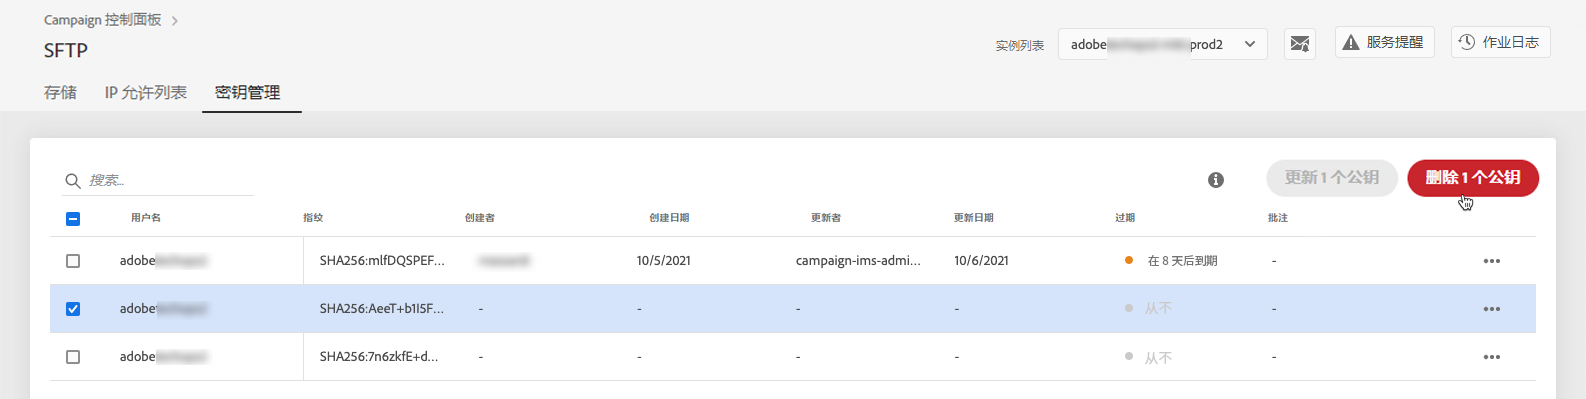 Campaign 控制面板
SFTP
实例列表 adobe prod2 服务提醒 作业日志
存储 IP 允许列表 密钥管理
搜索... 更新 1 个公钥 删除 1 个公钥
用户名 指纹 创建者 创建日期 更新者 更新日期 过期 批注
adobe SHA256:mlfDQSPEF... 10/5/2021 campaign-ims-admi... 10/6/2021 在 8 天后到期 -
adobe SHA256:AeeT+b1I5F... - - - - 从不 -
adobe SHA256:7n6zkfE+d... - - - - 从不 -